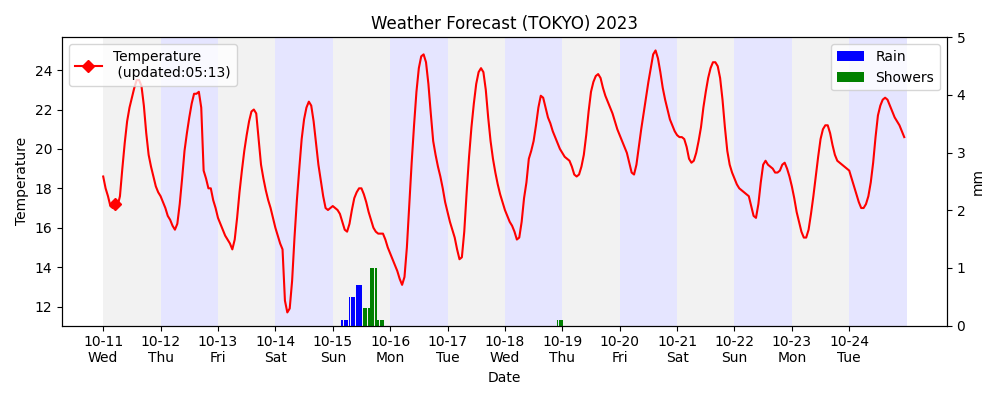 Weather Forecast (TOKYO) 2023
Temperature
(updated:05:13)
Rain
Showers
Temperature
24
22
20
18
16
14
12
5
4
3
2
1
0
mm
10-11 10-12 10-13 10-14 10-15 10-16 10-17 10-18 10-19 10-20 10-21 10-22 10-23 10-24
Wed Thu Fri Sat Sun Mon Tue Wed Thu Fri Sat Sun Mon Tue
Date